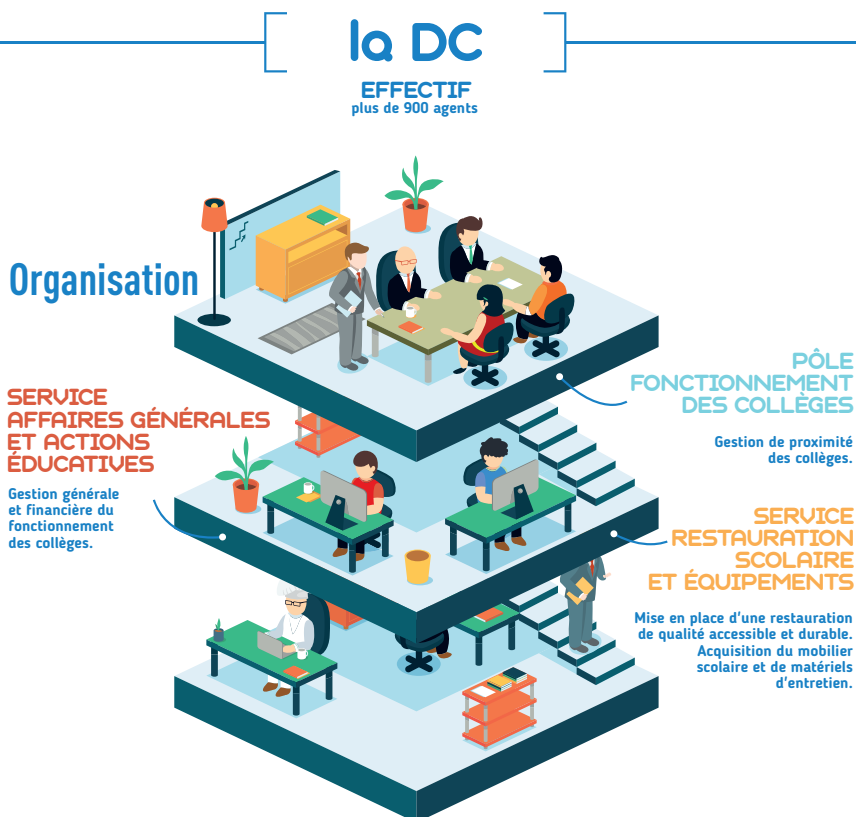 la DC
EFFECTIF
plus de 900 agents
Organisation
SERVICE
AFFAIRES GÉNÉRALES
ET ACTIONS
ÉDUCATIVES
Gestion générale
et financière du
fonctionnement
des collèges.
PÔLE
FONCTIONNEMENT
DES COLLÈGES
Gestion de proximité
des collèges.
SERVICE
RESTAURATION
SCOLAIRE
ET ÉQUIPEMENTS
Mise en place d'une restauration
de qualité accessible et durable.
Acquisition du mobilier
scolaire et de matériels
d'entretien.